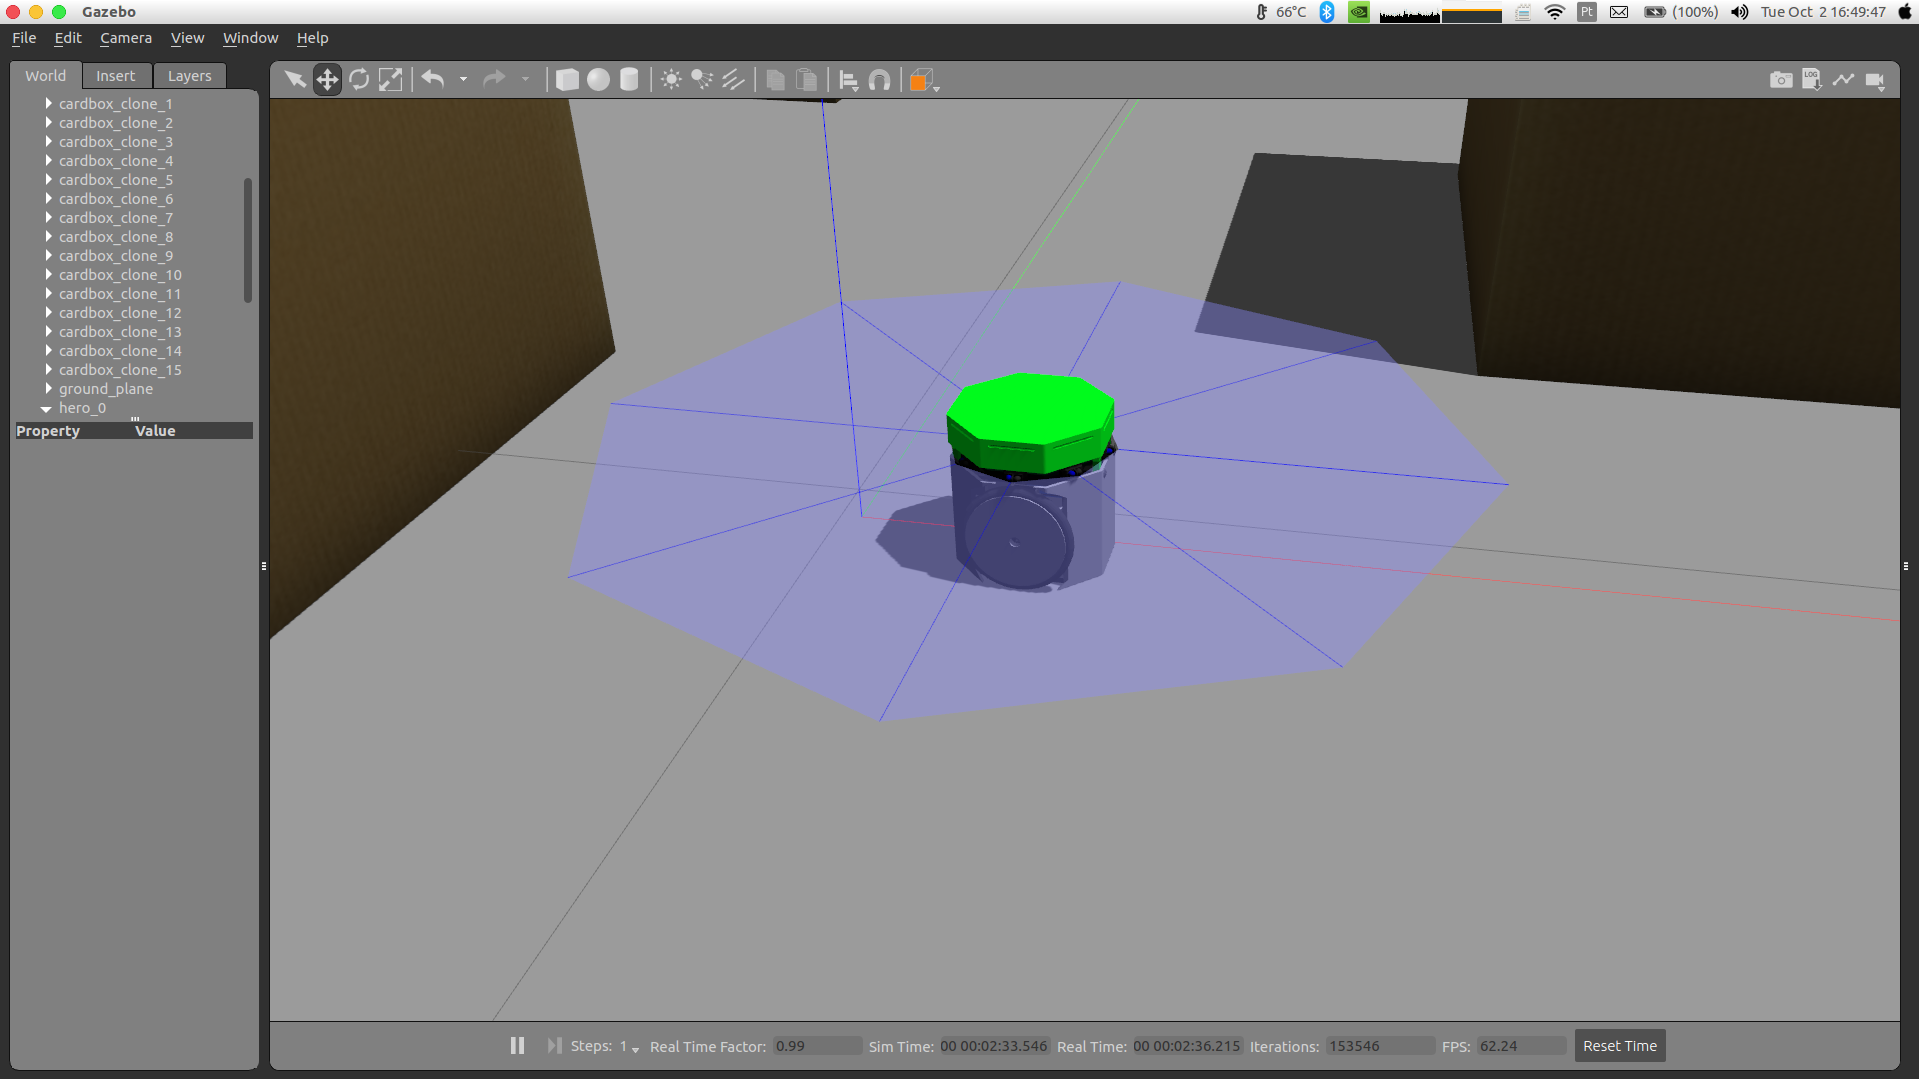 Gazebo 66°C Pt (100%) Tue Oct 2 16:49:47
File Edit Camera View Window Help
World Insert Layers
LOG
cardbox_clone_1
cardbox_clone_2
cardbox_clone_3
cardbox_clone_4
cardbox_clone_5
cardbox_clone_6
cardbox_clone_7
cardbox_clone_8
cardbox_clone_9
cardbox_clone_10
cardbox_clone_11
cardbox_clone_12
cardbox_clone_13
cardbox_clone_14
cardbox_clone_15
ground_plane
hero_0
Property Value
Steps: 1 Real Time Factor: 0.99 Sim Time: 00 00:02:33.546 Real Time: 00 00:02:36.215 Iterations: 153546 FPS: 62.24 Reset Time